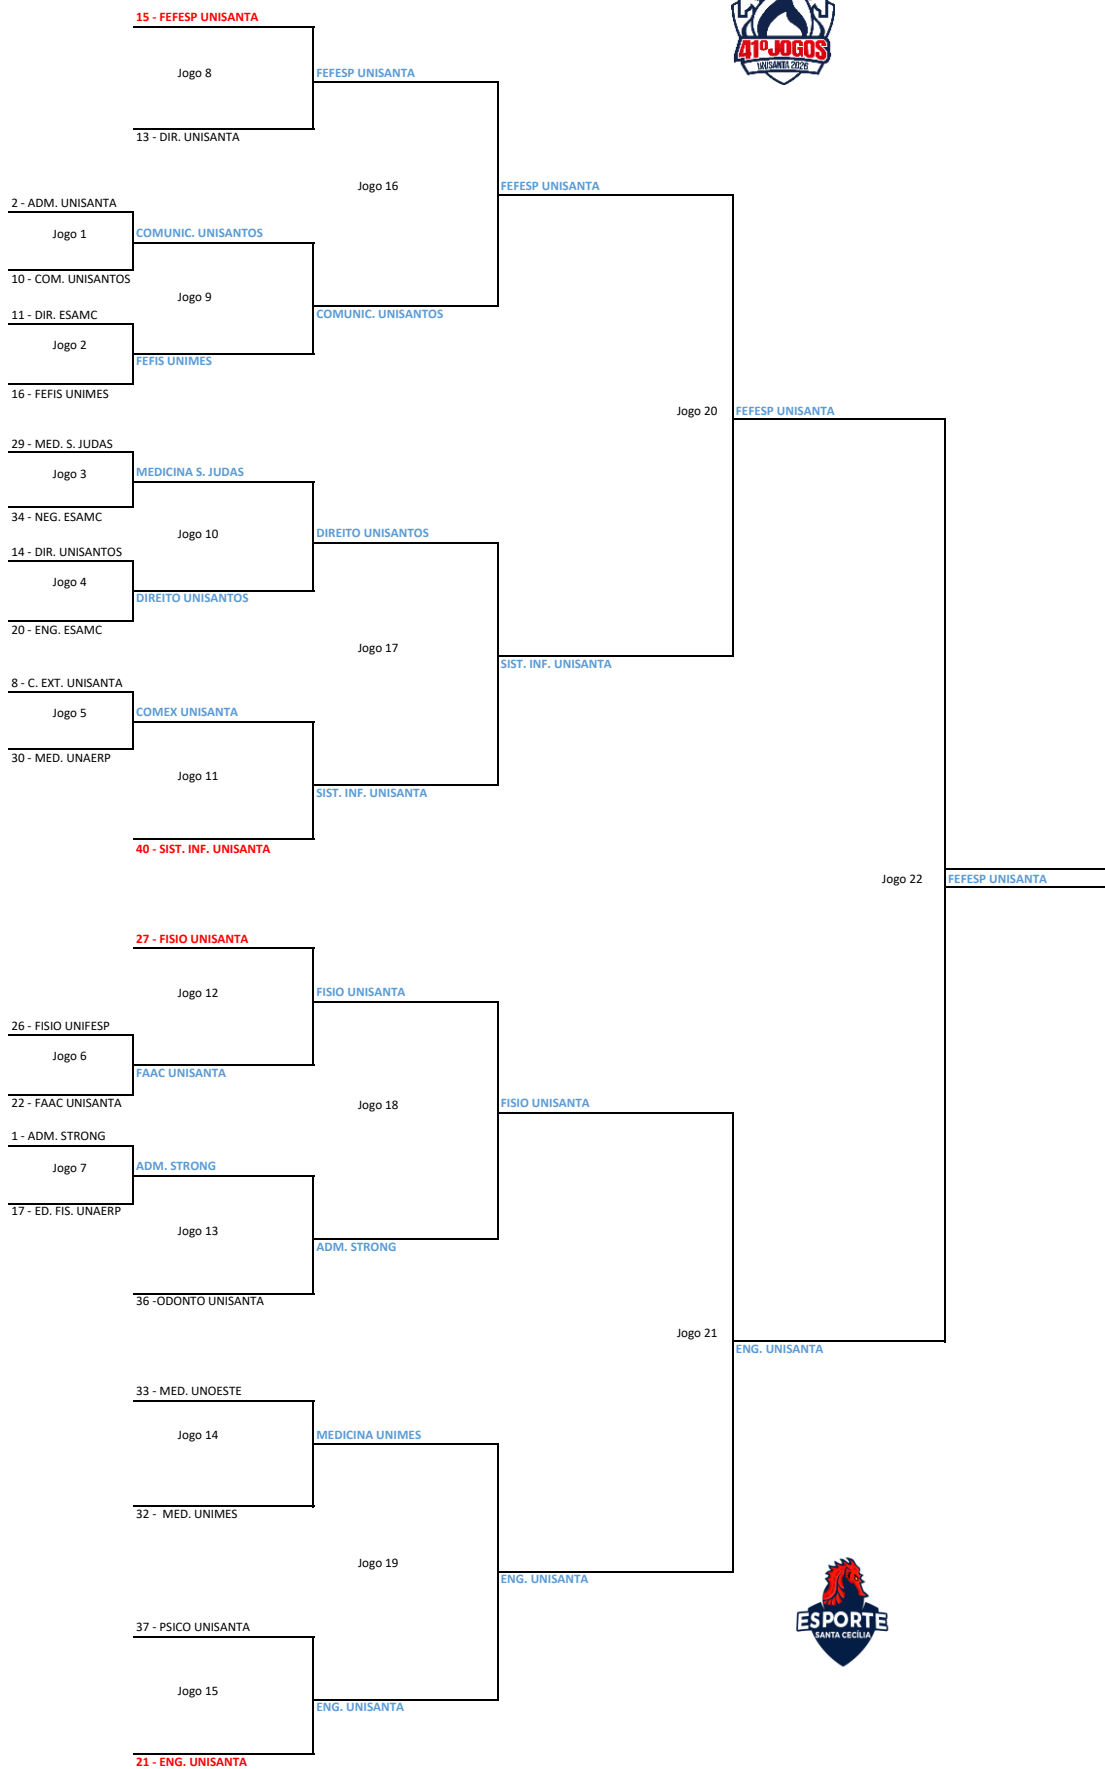 41º JOGOS
UNISANTA 2026
15 - FEFESP UNISANTA
Jogo 8
FEFESP UNISANTA
13 - DIR. UNISANTA
Jogo 16
FEFESP UNISANTA
2 - ADM. UNISANTA
Jogo 1
COMUNIC. UNISANTOS
10 - COM. UNISANTOS
Jogo 9
COMUNIC. UNISANTOS
11 - DIR. ESAMC
Jogo 2
FEFIS UNIMES
16 - FEFIS UNIMES
Jogo 20
FEFESP UNISANTA
29 - MED. S. JUDAS
Jogo 3
MEDICINA S. JUDAS
34 - NEG. ESAMC
Jogo 10
DIREITO UNISANTOS
14 - DIR. UNISANTOS
Jogo 4
DIREITO UNISANTOS
20 - ENG. ESAMC
Jogo 17
SIST. INF. UNISANTA
8 - C. EXT. UNISANTA
Jogo 5
COMEX UNISANTA
30 - MED. UNAERP
Jogo 11
SIST. INF. UNISANTA
40 - SIST. INF. UNISANTA
Jogo 22
FEFESP UNISANTA
27 - FISIO UNISANTA
Jogo 12
FISIO UNISANTA
26 - FISIO UNIFESP
Jogo 6
FAAC UNISANTA
22 - FAAC UNISANTA
Jogo 18
FISIO UNISANTA
1 - ADM. STRONG
Jogo 7
ADM. STRONG
17 - ED. FIS. UNAERP
Jogo 13
ADM. STRONG
36 -ODONTO UNISANTA
Jogo 21
ENG. UNISANTA
33 - MED. UNOESTE
Jogo 14
MEDICINA UNIMES
32 -  MED. UNIMES
Jogo 19
ENG. UNISANTA
37 - PSICO UNISANTA
Jogo 15
ENG. UNISANTA
21 - ENG. UNISANTA
ESPORTE
SANTA CECÍLIA